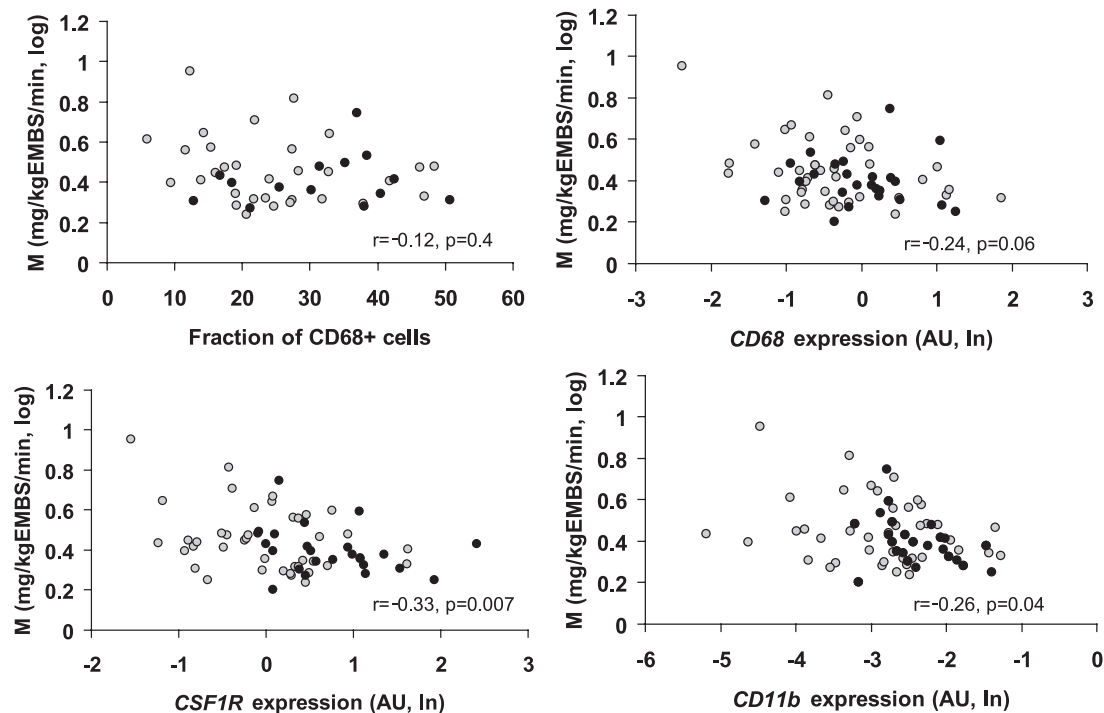 M (mg/kgEMBS/min, log)
1.2
1
0.8
0.6
0.4
0.2
0
r=-0.12, p=0.4
0 10 20 30 40 50 60
Fraction of CD68+ cells
M (mg/kgEMBS/min, log)
1.2
1
0.8
0.6
0.4
0.2
0
r=-0.24, p=0.06
-3 -2 -1 0 1 2 3
CD68 expression (AU, ln)
M (mg/kgEMBS/min, log)
1.2
1
0.8
0.6
0.4
0.2
0
r=-0.33, p=0.007
-2 -1 0 1 2 3
CSF1R expression (AU, ln)
M (mg/kgEMBS/min, log)
1.2
1
0.8
0.6
0.4
0.2
0
r=-0.26, p=0.04
-6 -5 -4 -3 -2 -1 0
CD11b expression (AU, ln)